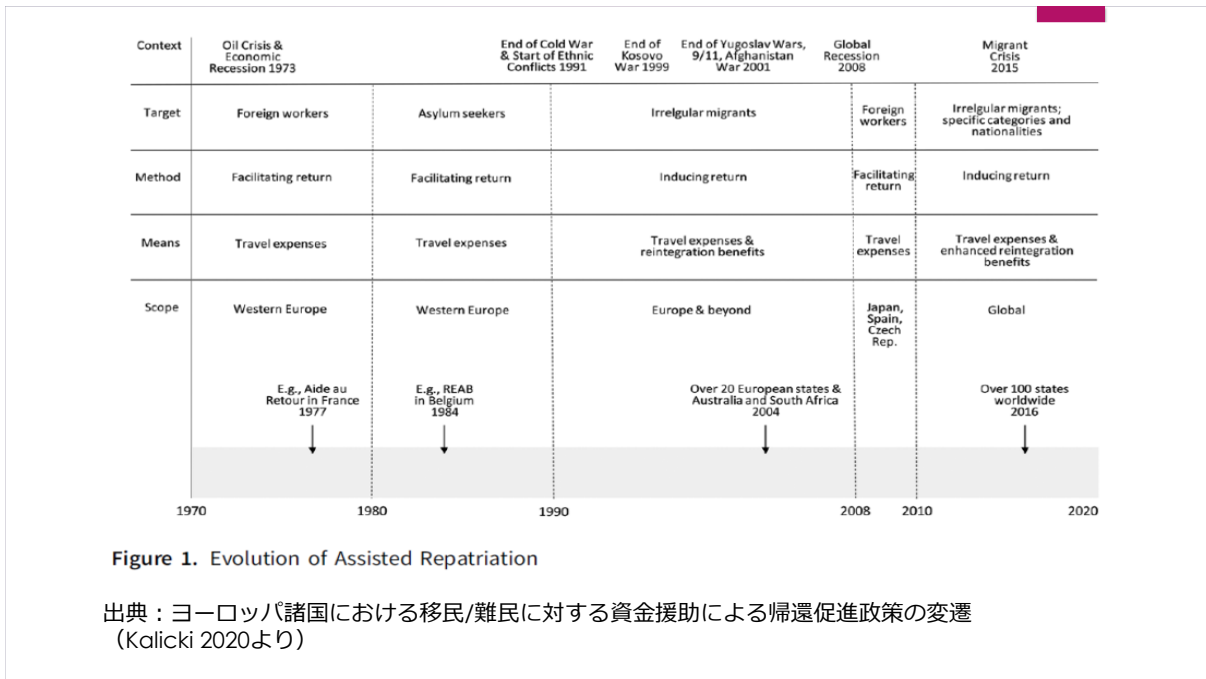 Context
Oil Crisis &
Economic
Recession 1973
End of Cold War
& Start of Ethnic
Conflicts 1991
End of
Kosovo
War 1999
End of Yugoslav Wars,
9/11, Afghanistan
War 2001
Global
Recession
2008
Migrant
Crisis
2015
Target
Foreign workers
Asylum seekers
Irrelgular migrants
Foreign
workers
Irrelgular migrants;
specific categories and
nationalities
Method
Facilitating return
Facilitating return
Inducing return
Facilitating
return
Inducing return
Means
Travel expenses
Travel expenses
Travel expenses &
reintegration benefits
Travel
expenses
Travel expenses &
enhanced reintegration
benefits
Scope
Western Europe
Western Europe
Europe & beyond
Japan,
Spain,
Czech
Rep.
Global
E.g., Aide au
Retour in France
1977
E.g., REAB
in Belgium
1984
Over 20 European states &
Australia and South Africa
2004
Over 100 states
worldwide
2016
1970
1980
1990
2008
2010
2020
Figure 1. Evolution of Assisted Repatriation
出典：ヨーロッパ諸国における移民/難民に対する資金援助による帰還促進政策の変遷
（Kalicki 2020より）